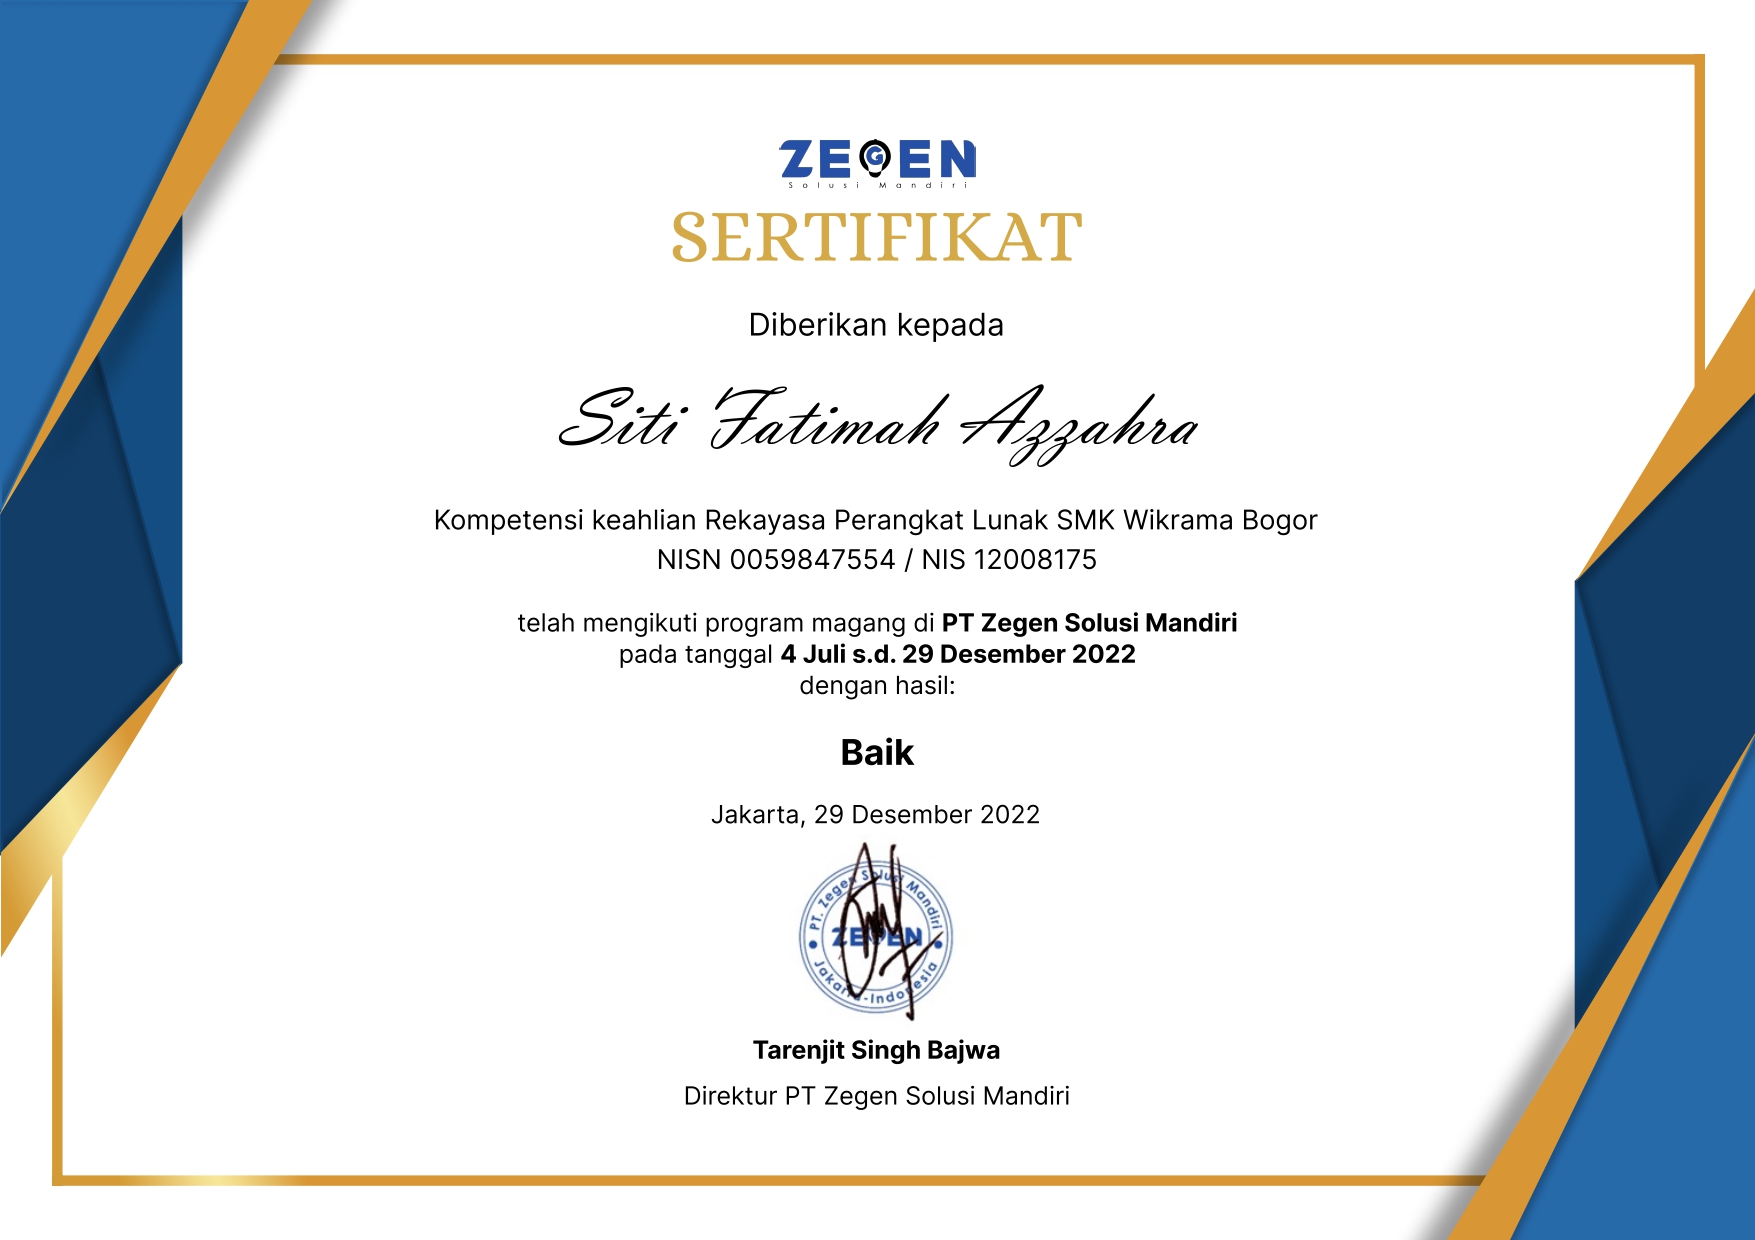 ZEGEN
Solusi Mandiri
SERTIFIKAT
Diberikan kepada
Siti Fatimah Azzahra
Kompetensi keahlian Rekayasa Perangkat Lunak SMK Wikrama Bogor
NISN 0059847554 / NIS 12008175
telah mengikuti program magang di PT Zegen Solusi Mandiri
pada tanggal 4 Juli s.d. 29 Desember 2022
dengan hasil:
Baik
Jakarta, 29 Desember 2022
PT. Zegen Solusi Mandiri
ZEGEN
Jakarta-Indonesia
Tarenjit Singh Bajwa
Direktur PT Zegen Solusi Mandiri